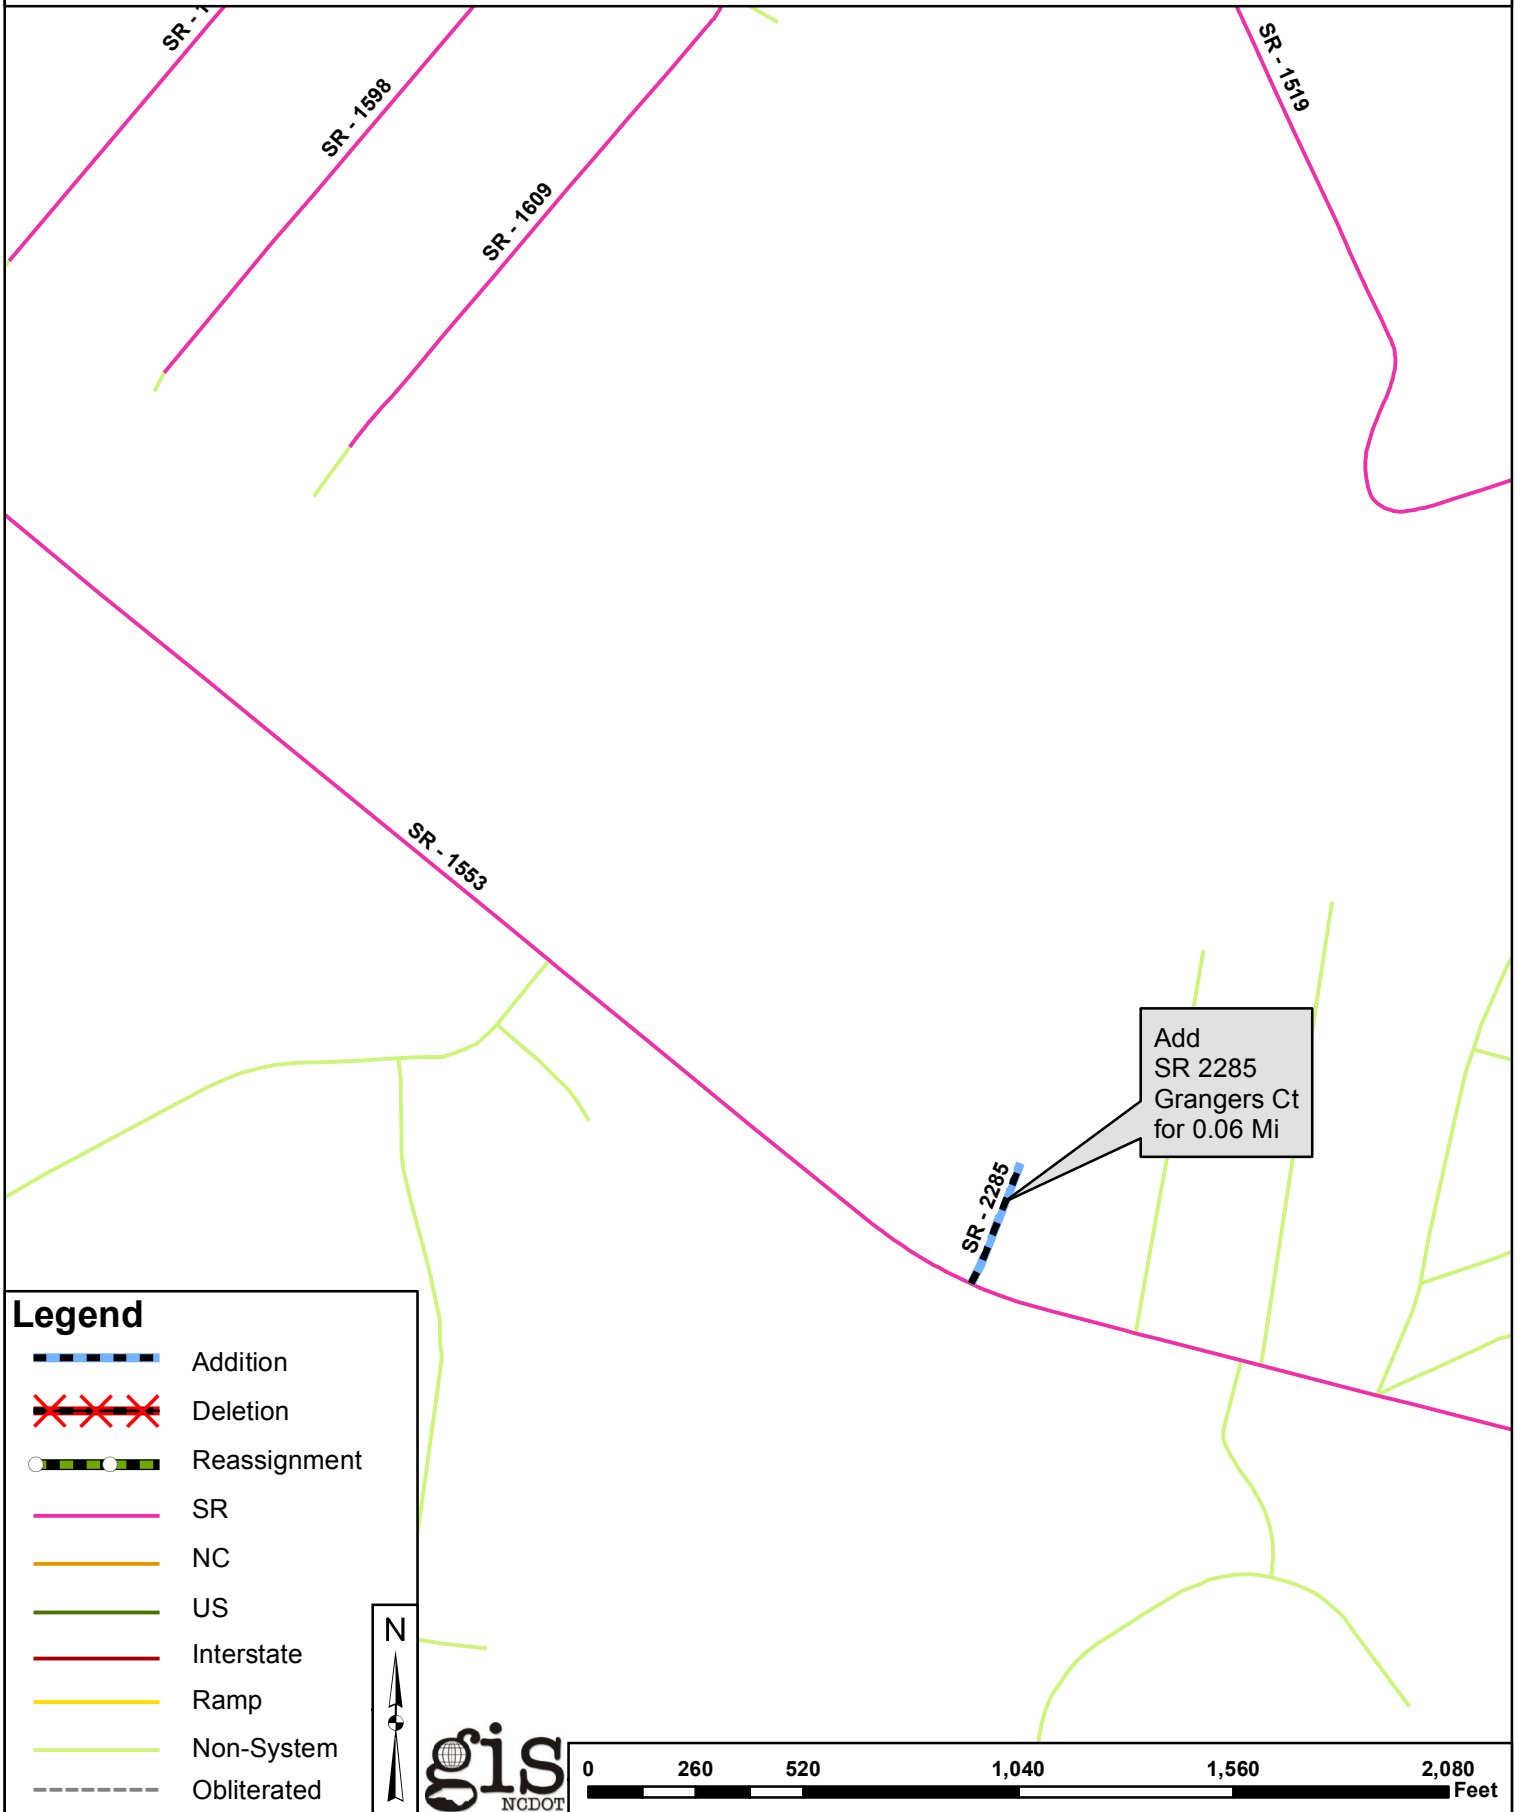 SR - 1
SR - 1598
SR - 1609
SR - 1519
SR - 1553
Add
SR 2285
Grangers Ct
for 0.06 Mi
SR - 2285
Legend
Addition
Deletion
Reassignment
SR
NC
US
Interstate
Ramp
Non-System
Obliterated
N
gis
NCDOT
0 260 520 1,040 1,560 2,080
Feet